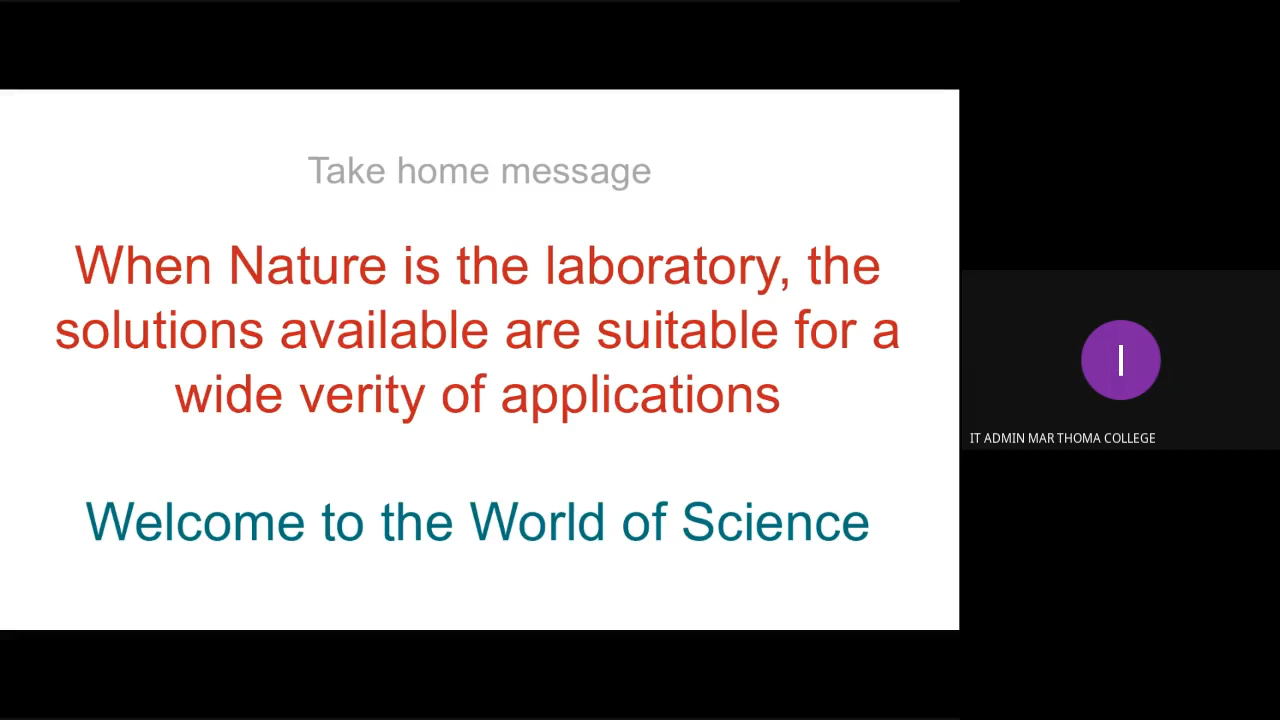 Take home message
When Nature is the laboratory, the
solutions available are suitable for a
wide verity of applications
Welcome to the World of Science
I
IT ADMIN MAR THOMA COLLEGE